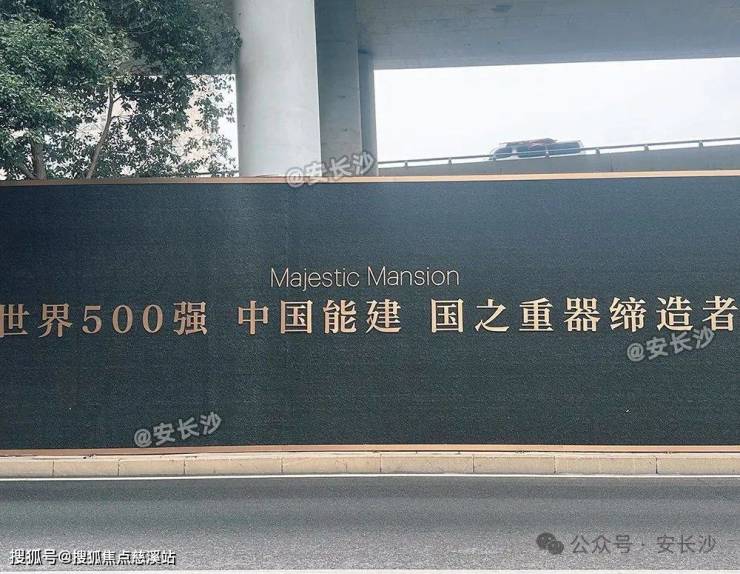 @安长沙
Majestic Mansion
世界500强 中国能建 国之重器缔造者
@安长沙
@安长沙
搜狐号@搜狐焦点慈溪站
公众号·安长沙